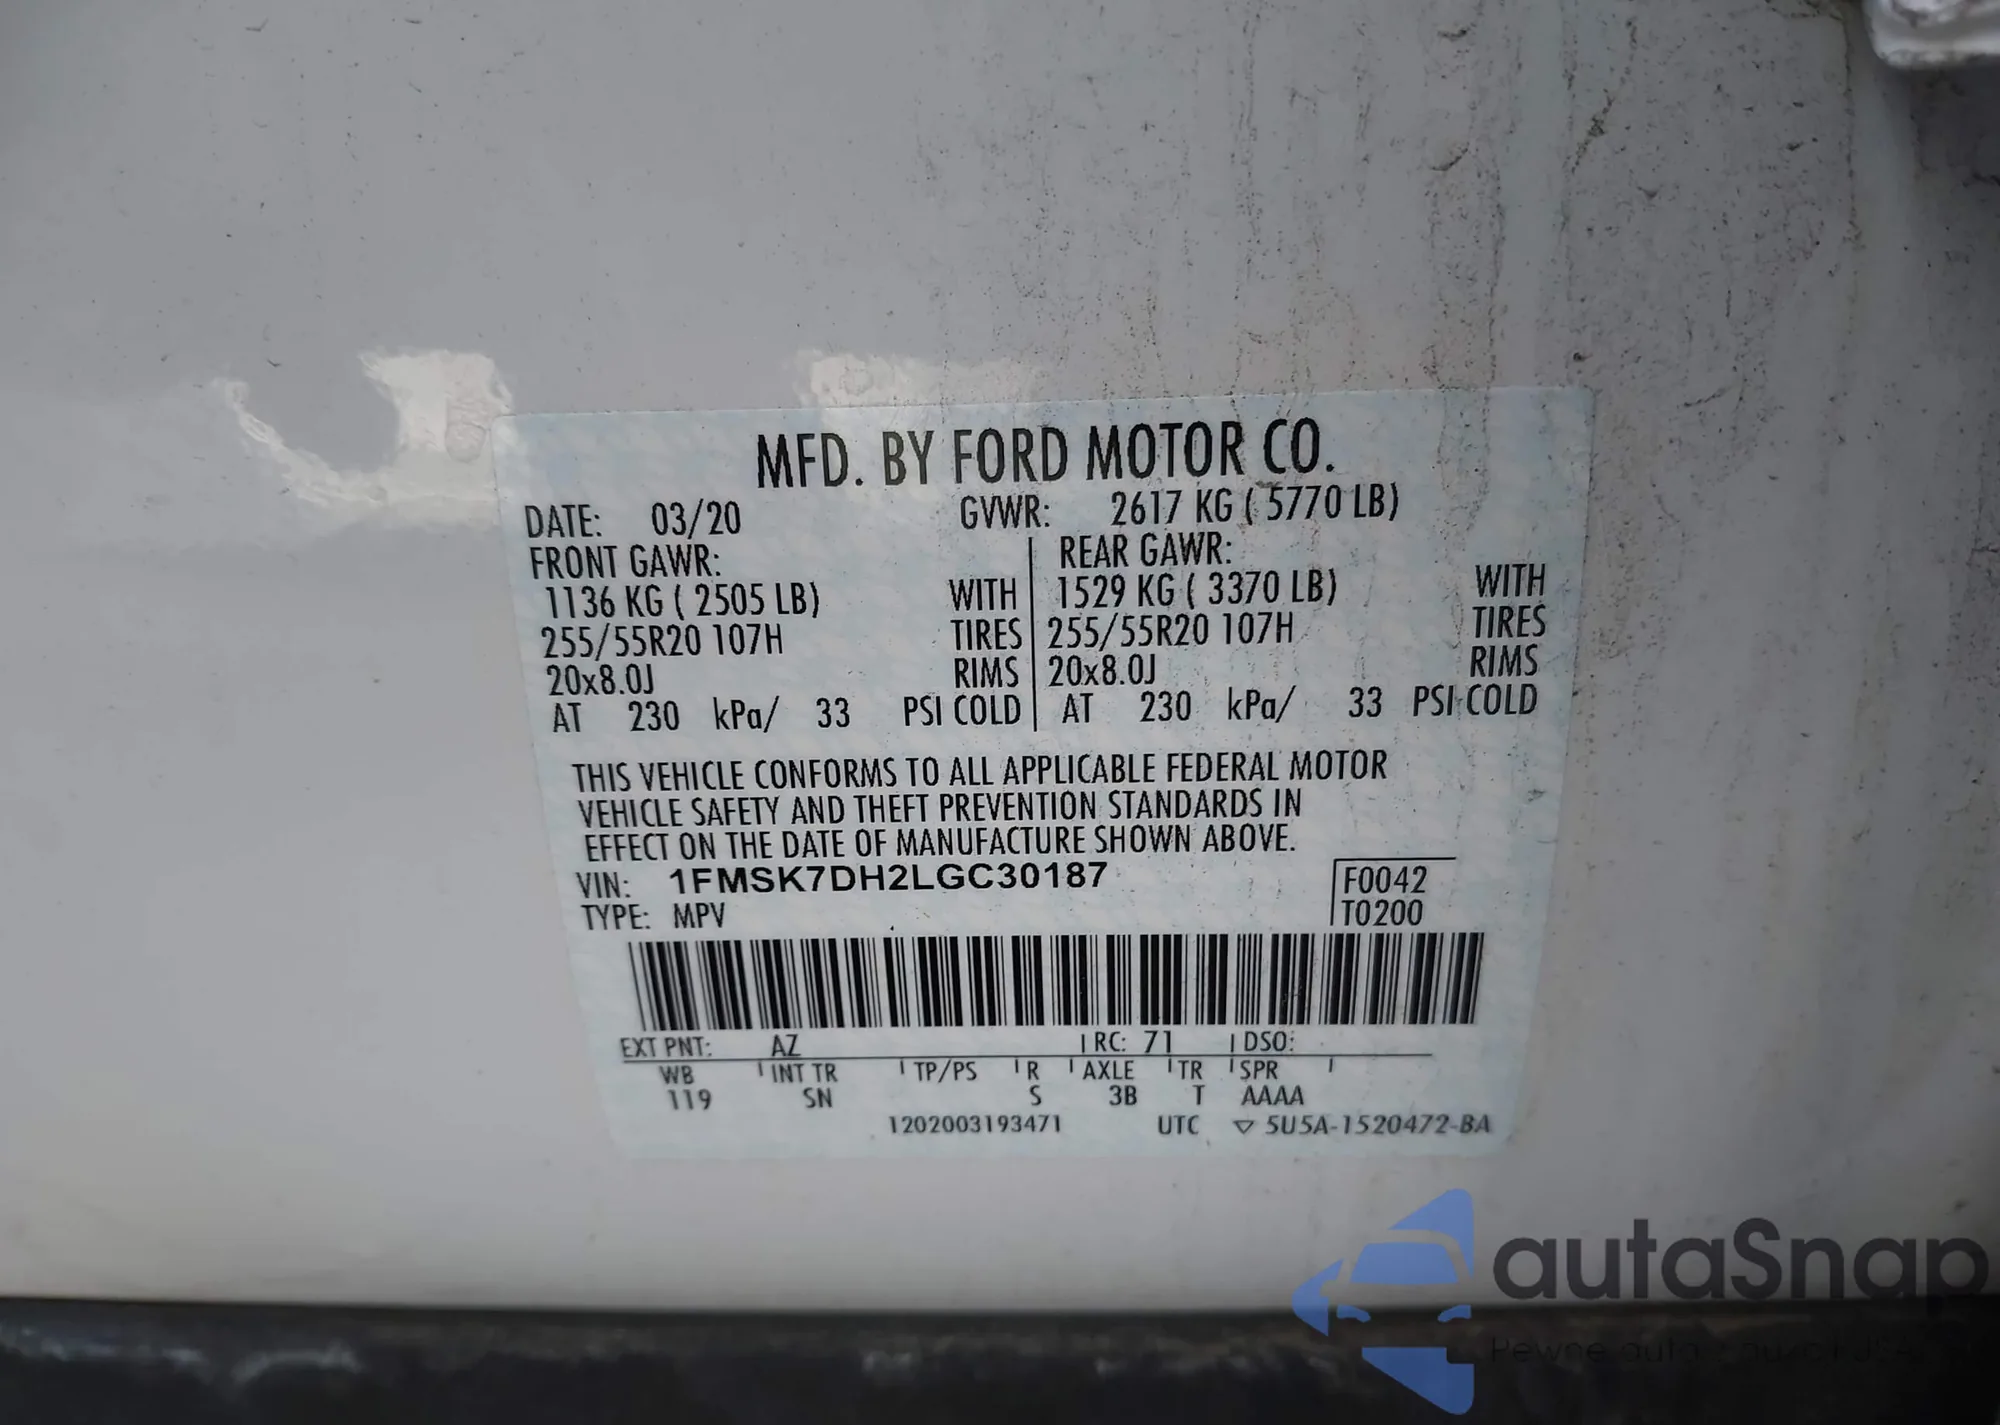 MFD. BY FORD MOTOR CO.
DATE: 03/20 GVWR: 2617 KG ( 5770 LB)
FRONT GAWR: REAR GAWR:
1136 KG ( 2505 LB) WITH 1529 KG ( 3370 LB) WITH
255/55R20 107H TIRES 255/55R20 107H TIRES
20x8.0J RIMS 20x8.0J RIMS
AT 230 kPa/ 33 PSI COLD AT 230 kPa/ 33 PSI COLD
THIS VEHICLE CONFORMS TO ALL APPLICABLE FEDERAL MOTOR
VEHICLE SAFETY AND THEFT PREVENTION STANDARDS IN
EFFECT ON THE DATE OF MANUFACTURE SHOWN ABOVE.
VIN: 1FMSK7DH2LGC30187 F0042
TYPE: MPV T0200
EXT PNT: AZ RC: 71 DSO:
WB INT TR TP/PS R AXLE TR SPR
119 SN S 3B T AAAA
1202003193471 UTC ▽ 5U5A-1520472-BA
autaSnap
Pewne auta